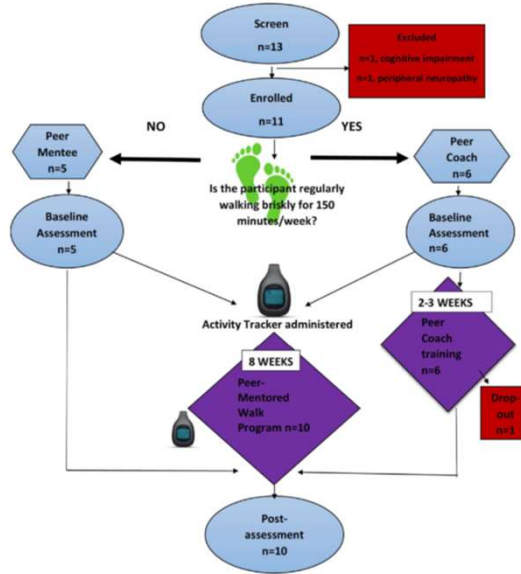 Screen
n=13
Excluded
n=1, cognitive impairment
n=1, peripheral neuropathy
Enrolled
n=11
NO
YES
Peer
Mentee
n=5
Peer
Coach
n=6
Is the participant regularly
walking briskly for 150
minutes/week?
Baseline
Assessment
n=5
Baseline
Assessment
n=6
Activity Tracker administered
2-3 WEEKS
Peer
Coach
training
n=6
8 WEEKS
Peer-
Mentored
Walk
Program n=10
Drop-
out
n=1
Post-
assessment
n=10